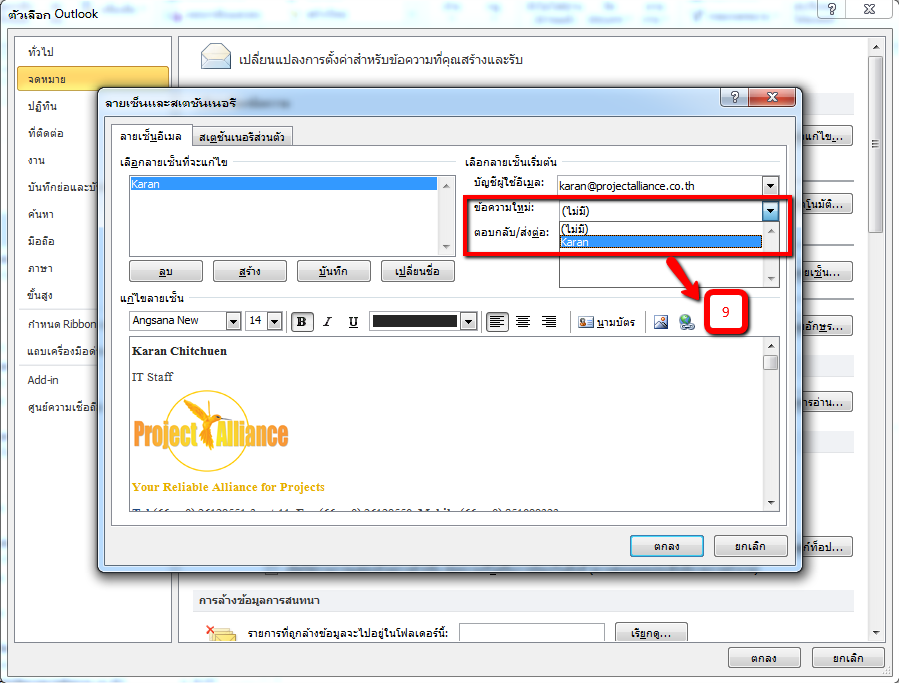 ตัวเลือก Outlook
ทั่วไป
จดหมาย
ปฏิทิน
ที่ติดต่อ
งาน
บันทึกย่อและบั
ค้นหา
มือถือ
ภาษา
ขั้นสูง
กำหนด Ribbon
แถบเครื่องมือด่
Add-in
ศูนย์ความเชื่อถื
เปลี่ยนแปลงการตั้งค่าสำหรับข้อความที่คุณสร้างและรับ
ลายเซ็นและสเตชันเนอรี
ลายเซ็นอีเมล
สเตชันเนอรีส่วนตัว
เลือกลายเซ็นที่จะแก้ไข
Karan
ลบ
สร้าง
บันทึก
เปลี่ยนชื่อ
เลือกลายเซ็นเริ่มต้น
บัญชีผู้ใช้อีเมล: karan@projectalliance.co.th
ข้อความใหม่: (ไม่มี)
ตอบกลับ/ส่งต่อ: (ไม่มี)
Karan
9
แก้ไขลายเซ็น
Angsana New 14 B I U นามบัตร
Karan Chitchuen
IT Staff
Project Alliance
Your Reliable Alliance for Projects
ตกลง
ยกเลิก
แก้ไข...
โนมัติ...
ยเซ็น...
อักษร...
ารอ่าน...
ก์ท็อป...
การล้างข้อมูลการสนทนา
รายการที่ถูกล้างข้อมูลจะไปอยู่ในโฟลเดอร์นี้:
เรียกดู...
ตกลง
ยกเลิก